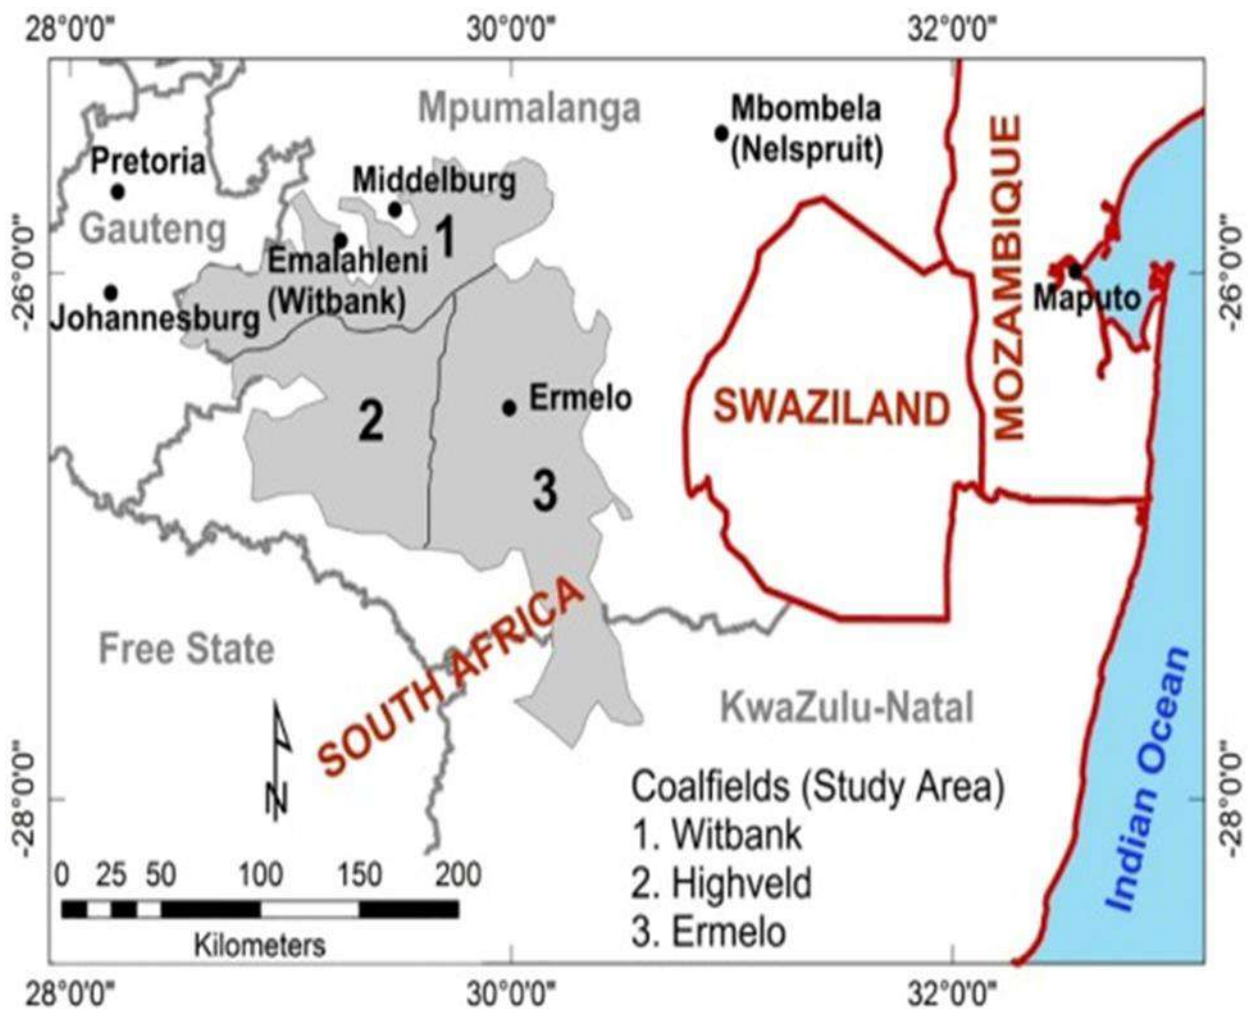 28°0'0" 30°0'0" 32°0'0"
Mpumalanga
Mbombela
(Nelspruit)
Pretoria
Middelburg
Gauteng
1
Emalahleni
(Witbank)
Johannesburg
-26°0'0"
-26°0'0"
MOZAMBIQUE
Maputo
2
Ermelo
SWAZILAND
3
SOUTH AFRICA
Free State
KwaZulu-Natal
Indian Ocean
N
-28°0'0"
-28°0'0"
Coalfields (Study Area)
1. Witbank
2. Highveld
3. Ermelo
0 25 50 100 150 200
Kilometers
28°0'0" 30°0'0" 32°0'0"